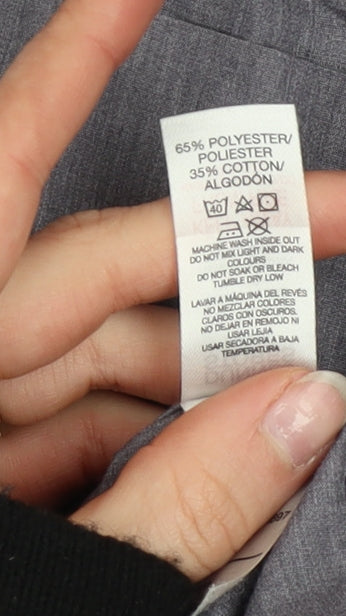 65% POLYESTER/
POLIESTER
35% COTTON/
ALGODÓN
40
MACHINE WASH INSIDE OUT
DO NOT MIX LIGHT AND DARK
COLOURS
DO NOT SOAK OR BLEACH
TUMBLE DRY LOW
LAVAR A MÁQUINA DEL REVÉS
NO MEZCLAR COLORES
CLAROS CON OSCUROS.
NO DEJAR EN REMOJO NI
USAR LEJIA
USAR SECADORA A BAJA
TEMPERATURA